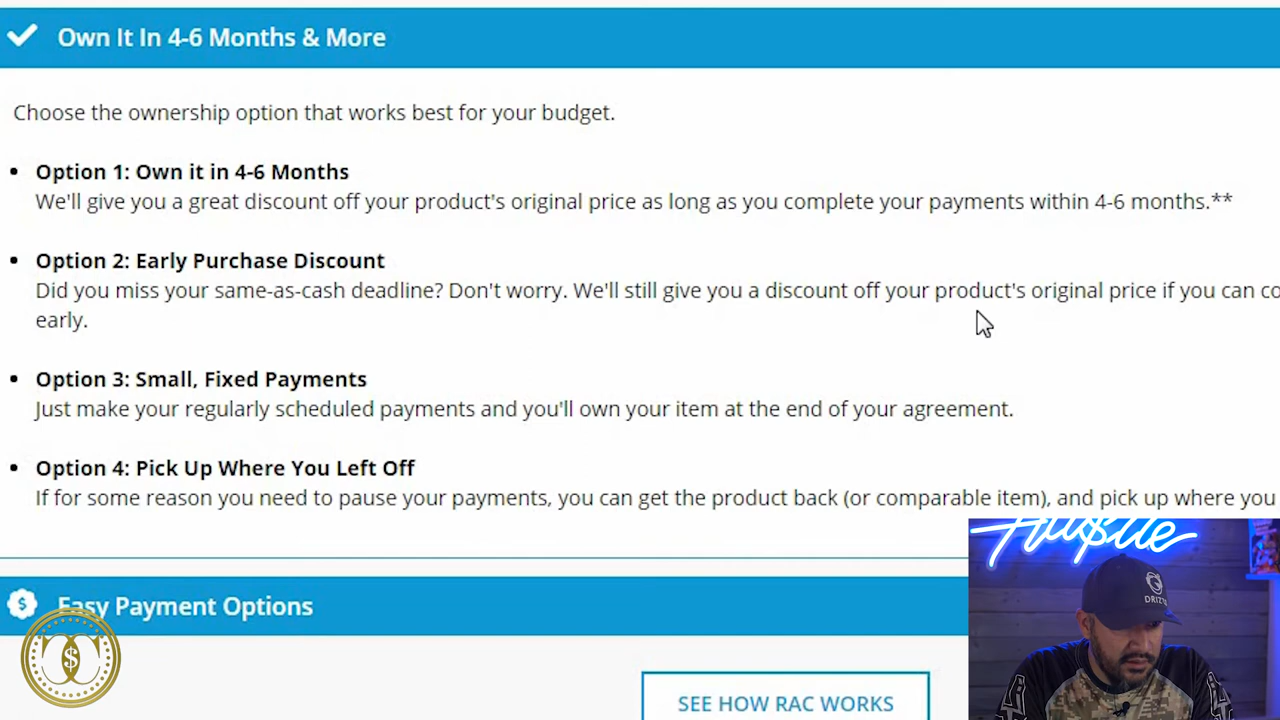 Own It In 4-6 Months & More
Choose the ownership option that works best for your budget.
• Option 1: Own it in 4-6 Months
We'll give you a great discount off your product's original price as long as you complete your payments within 4-6 months.**
• Option 2: Early Purchase Discount
Did you miss your same-as-cash deadline? Don't worry. We'll still give you a discount off your product's original price if you can
early.
• Option 3: Small, Fixed Payments
Just make your regularly scheduled payments and you'll own your item at the end of your agreement.
• Option 4: Pick Up Where You Left Off
If for some reason you need to pause your payments, you can get the product back (or comparable item), and pick up where you
Easy Payment Options
SEE HOW RAC WORKS